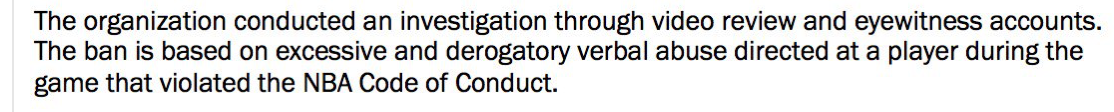 The organization conducted an investigation through video review and eyewitness accounts.
The ban is based on excessive and derogatory verbal abuse directed at a player during the
game that violated the NBA Code of Conduct.